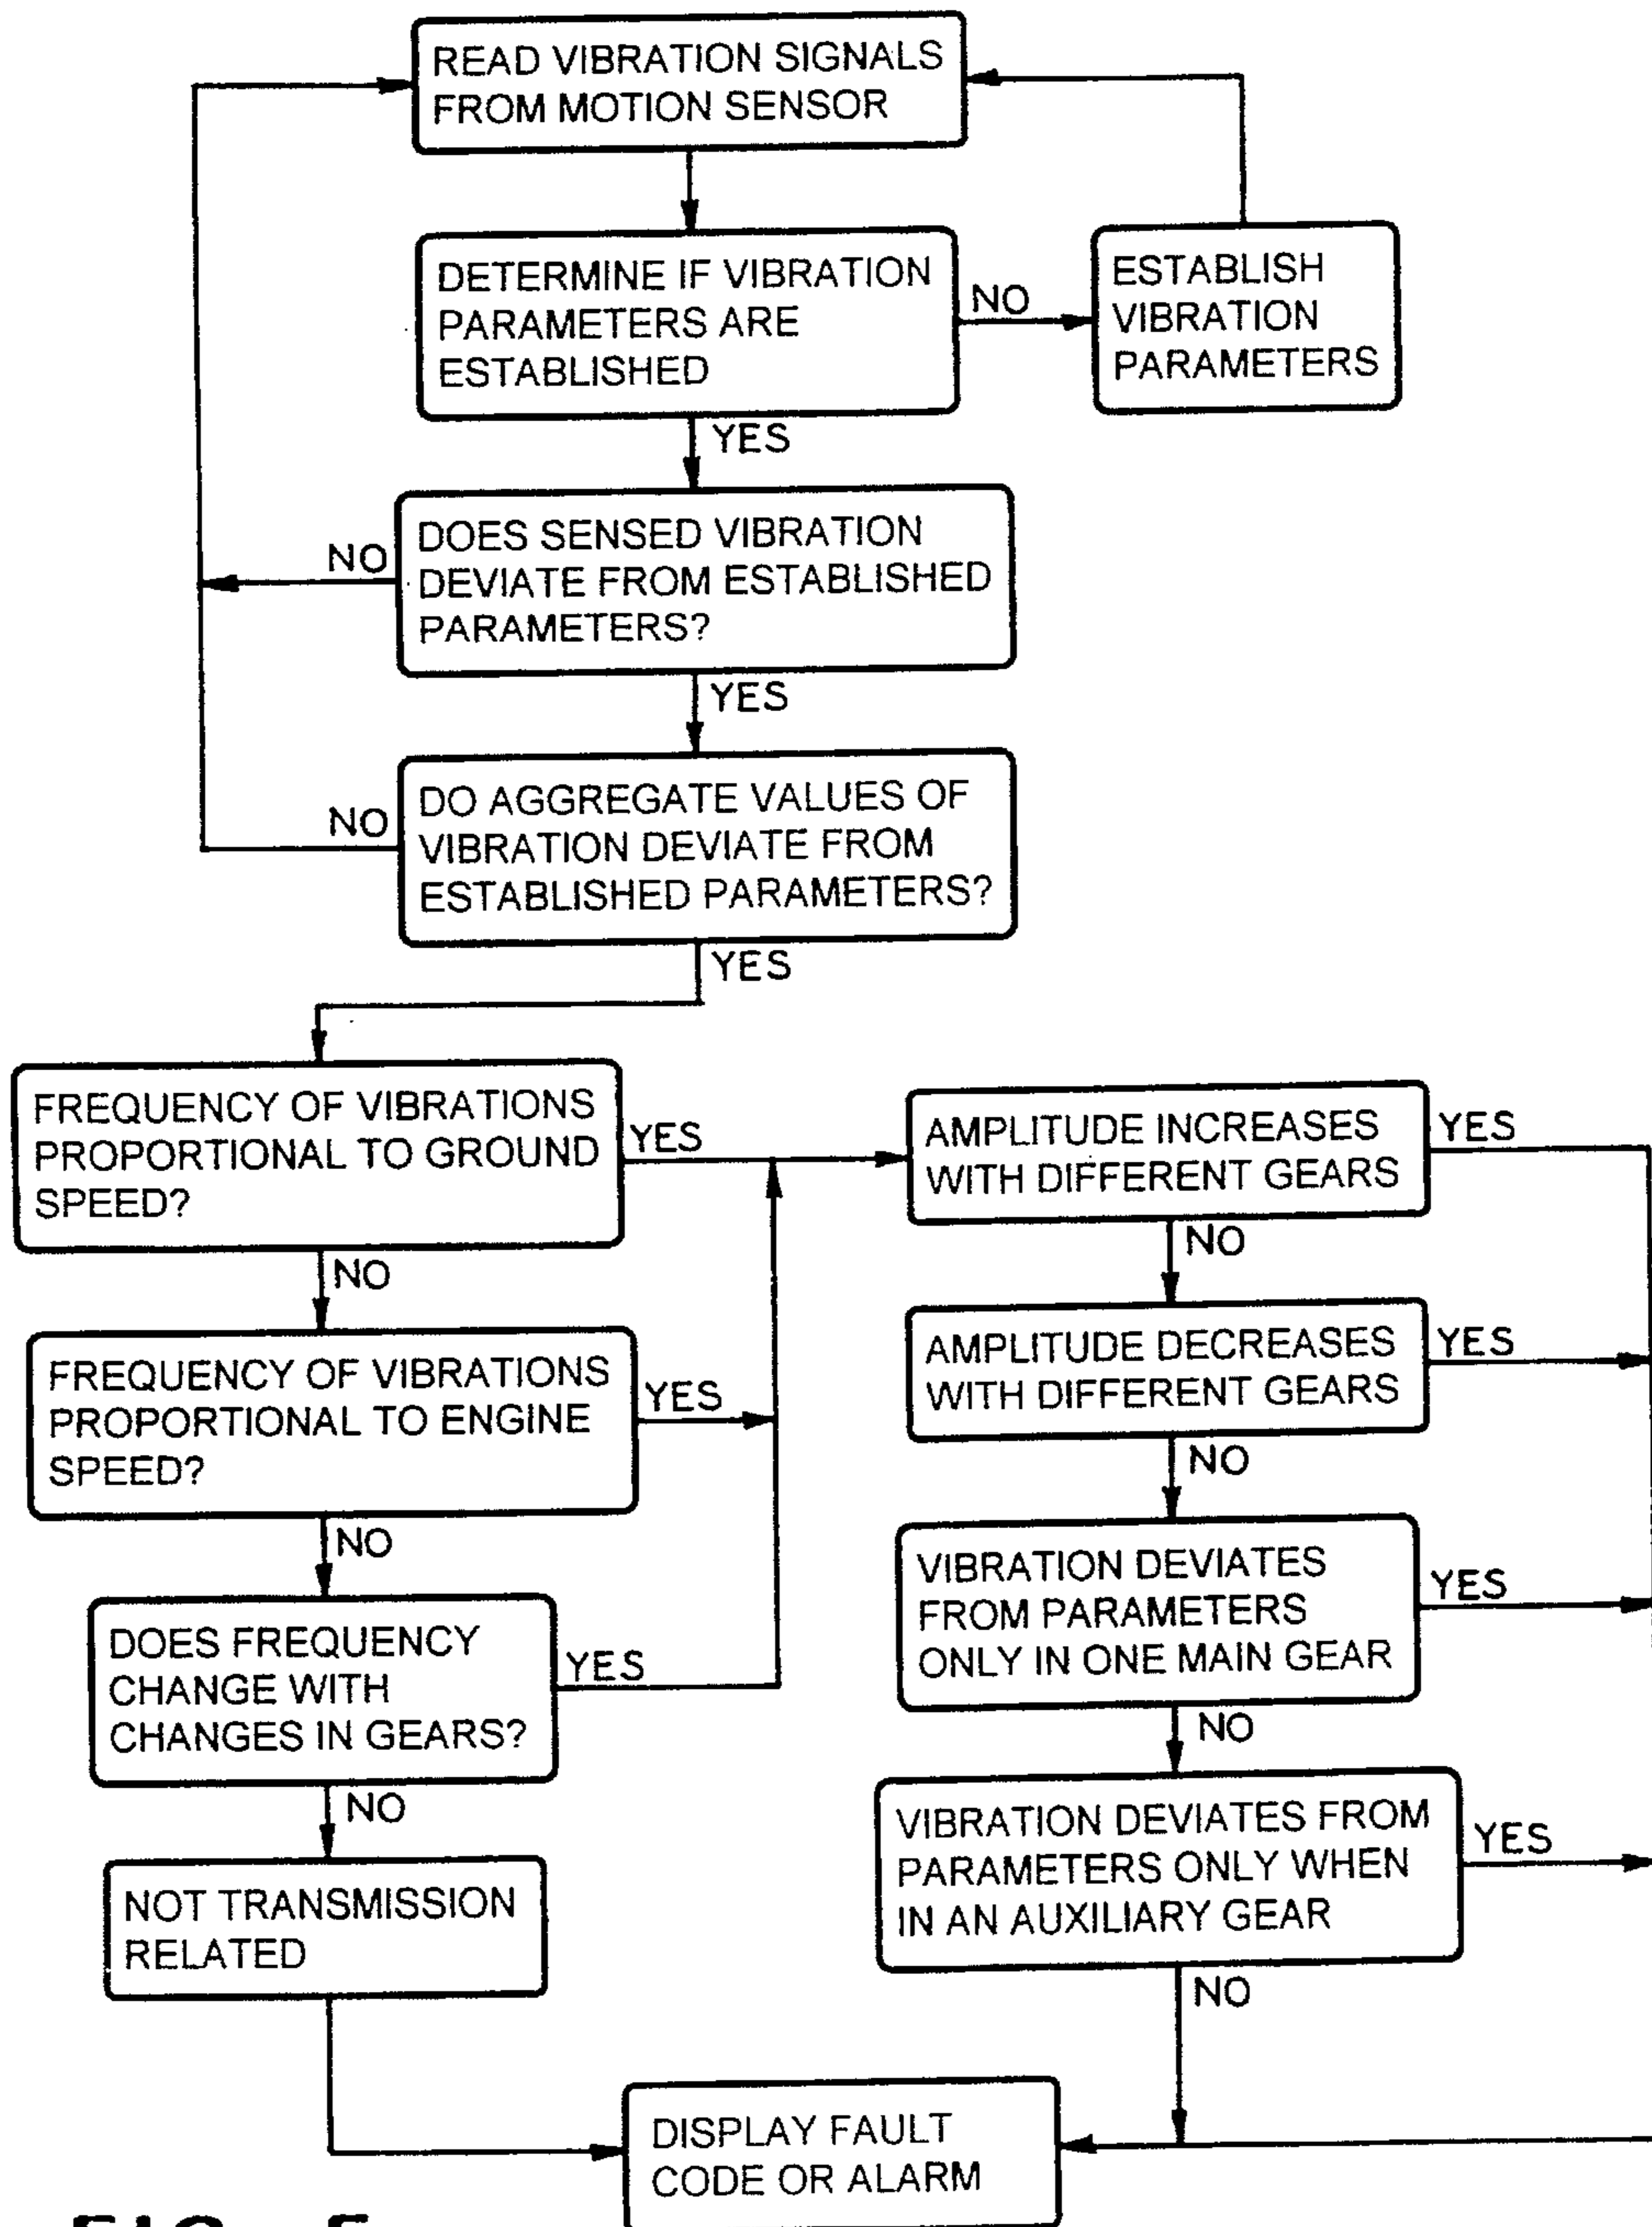 READ VIBRATION SIGNALS
FROM MOTION SENSOR
DETERMINE IF VIBRATION
PARAMETERS ARE
ESTABLISHED
NO
ESTABLISH
VIBRATION
PARAMETERS
YES
DOES SENSED VIBRATION
DEVIATE FROM ESTABLISHED
PARAMETERS?
NO
YES
DO AGGREGATE VALUES OF
VIBRATION DEVIATE FROM
ESTABLISHED PARAMETERS?
NO
YES
FREQUENCY OF VIBRATIONS
PROPORTIONAL TO GROUND
SPEED?
YES
NO
FREQUENCY OF VIBRATIONS
PROPORTIONAL TO ENGINE
SPEED?
YES
NO
DOES FREQUENCY
CHANGE WITH
CHANGES IN GEARS?
YES
NO
NOT TRANSMISSION
RELATED
AMPLITUDE INCREASES
WITH DIFFERENT GEARS
YES
NO
AMPLITUDE DECREASES
WITH DIFFERENT GEARS
YES
NO
VIBRATION DEVIATES
FROM PARAMETERS
ONLY IN ONE MAIN GEAR
YES
NO
VIBRATION DEVIATES FROM
PARAMETERS ONLY WHEN
IN AN AUXILIARY GEAR
YES
NO
DISPLAY FAULT
CODE OR ALARM